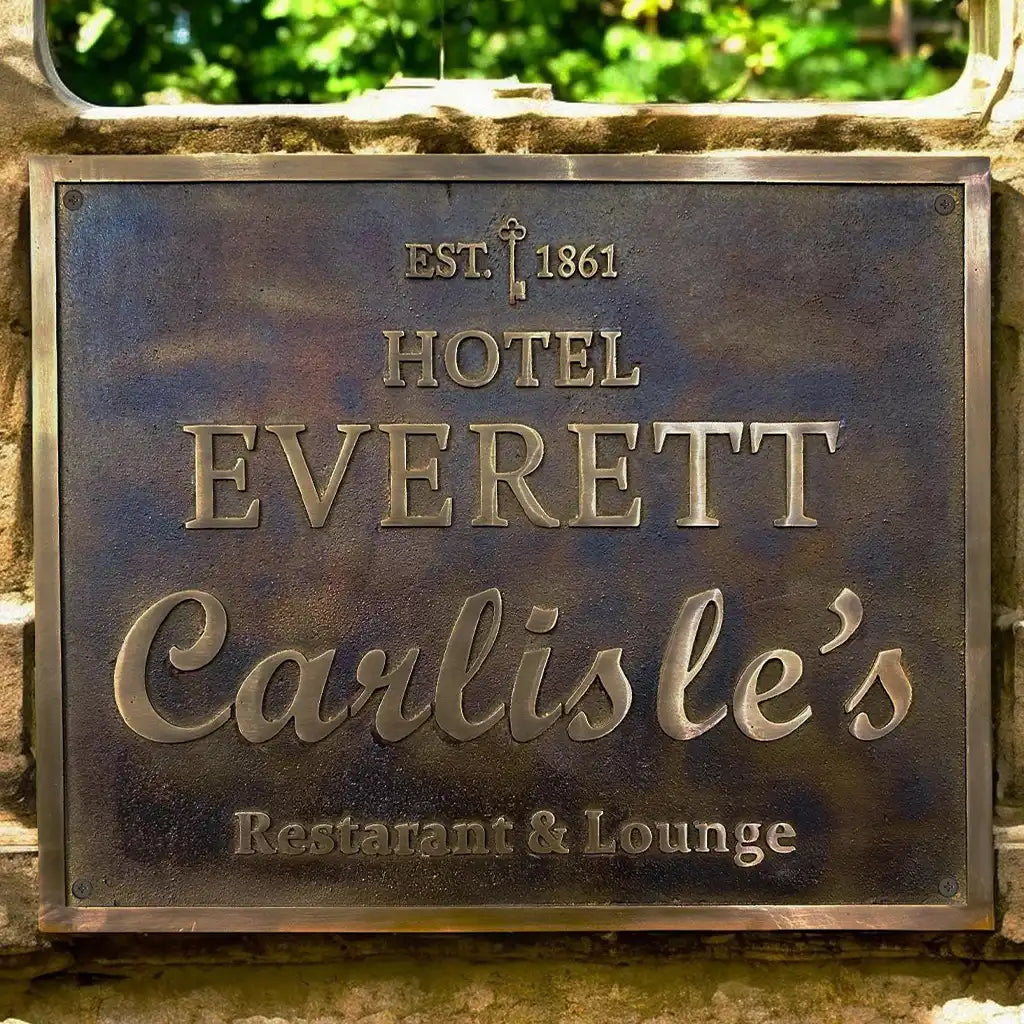 EST. 1861
HOTEL
EVERETT
Carlisle's
Restarant & Lounge